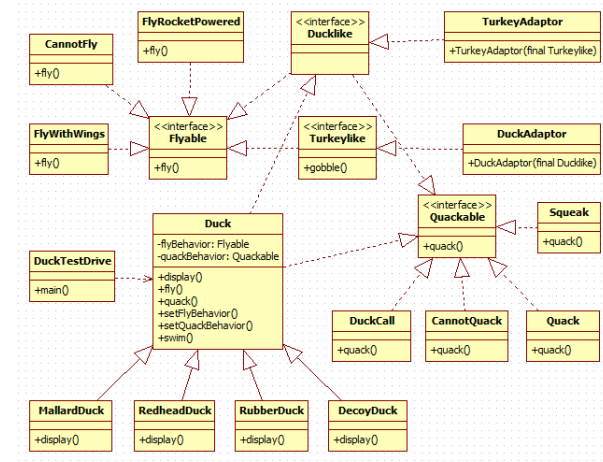 FlyRocketPowered
+fly()
<<interface>>
Ducklike
TurkeyAdaptor
+TurkeyAdaptor(final Turkeylike)
CannotFly
+fly()
FlyWithWings
+fly()
<<interface>>
Flyable
+fly()
<<interface>>
Turkeylike
+gobble()
DuckAdaptor
+DuckAdaptor(final Ducklike)
<<interface>>
Quackable
+quack()
Squeak
+quack()
Duck
-flyBehavior: Flyable
-quackBehavior: Quackable
+display()
+fly()
+quack()
+setFlyBehavior()
+setQuackBehavior()
+swim()
DuckTestDrive
+main()
DuckCall
+quack()
CannotQuack
+quack()
Quack
+quack()
MallardDuck
+display()
RedheadDuck
+display()
RubberDuck
+display()
DecoyDuck
+display()